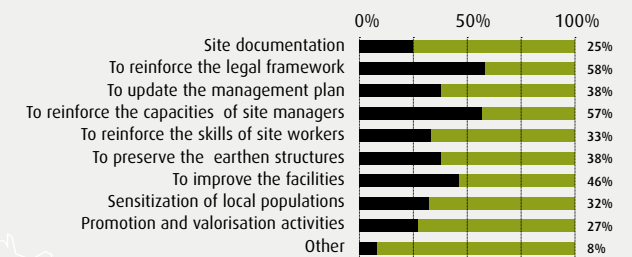 0% 50% 100%
Site documentation 25%
To reinforce the legal framework 58%
To update the management plan 38%
To reinforce the capacities of site managers 57%
To reinforce the skills of site workers 33%
To preserve the earthen structures 38%
To improve the facilities 46%
Sensitization of local populations 32%
Promotion and valorisation activities 27%
Other 8%